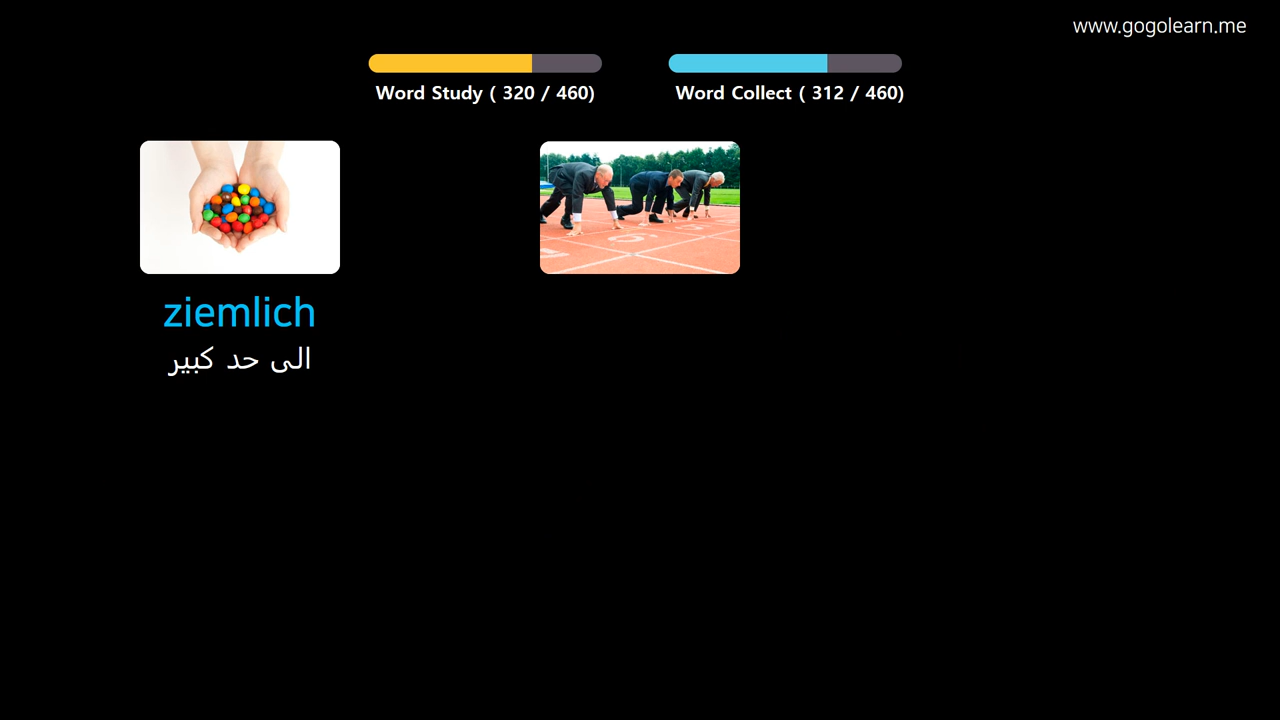 www.gogolearn.me
Word Study ( 320 / 460)
Word Collect ( 312 / 460)
ziemlich
الى حد كبير